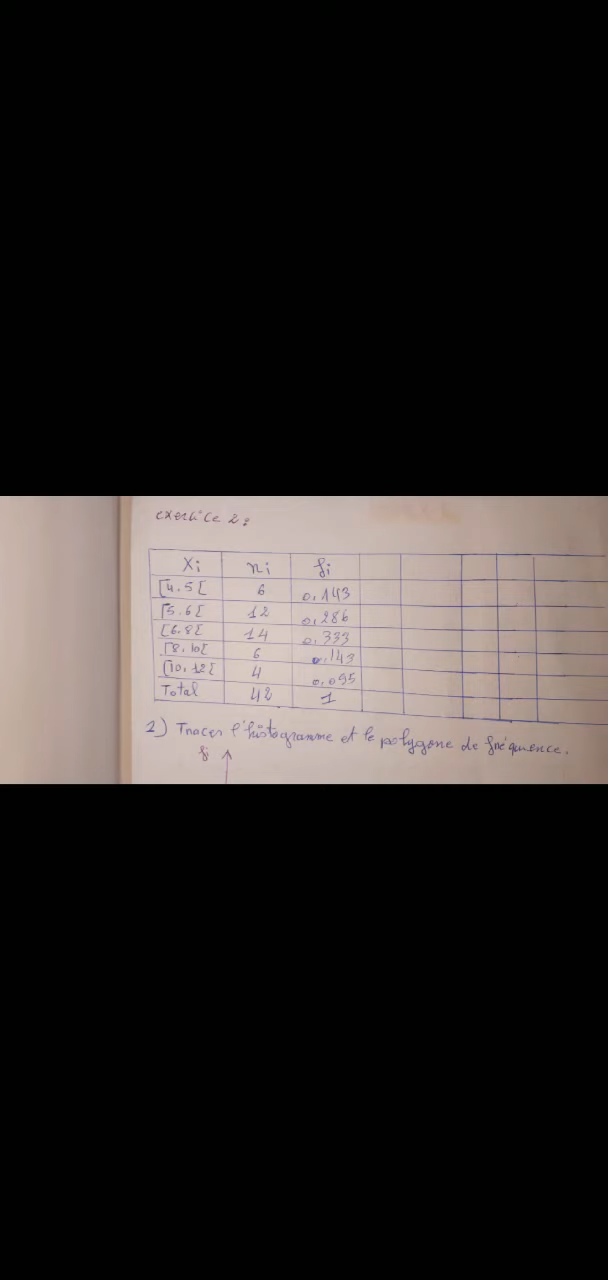 exercice 2:
Xi ni fi
[4.5[ 6 0,143
[5.6[ 12 0,286
[6.8[ 14 0,333
[8.10[ 6 0,143
[10.12[ 4 0,095
Total 42 1
2) Tracer l'histogramme et le polygone de fréquence.
fi